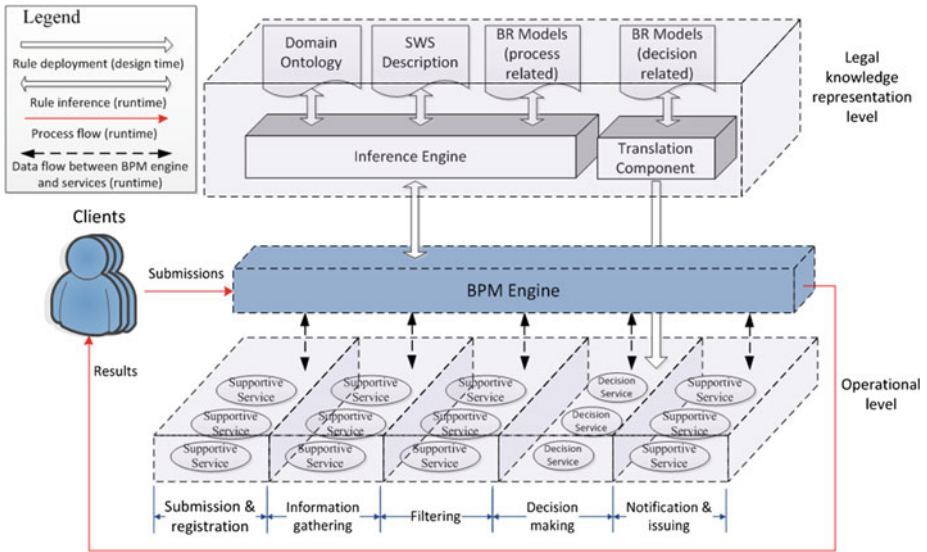 Legend
Rule deployment (design time)
Rule inference (runtime)
Process flow (runtime)
Data flow between BPM engine
and services (runtime)
Domain
Ontology
SWS
Description
BR Models
(process
related)
BR Models
(decision
related)
Legal
knowledge
representation
level
Inference Engine
Translation
Component
Clients
Submissions
BPM Engine
Results
Operational
level
Supportive
Service
Supportive
Service
Supportive
Service
Decision
Service
Supportive
Service
Supportive
Service
Supportive
Service
Supportive
Service
Decision
Service
Supportive
Service
Supportive
Service
Supportive
Service
Supportive
Service
Decision
Service
Supportive
Service
Submission &
registration
Information
gathering
Filtering
Decision
making
Notification &
issuing